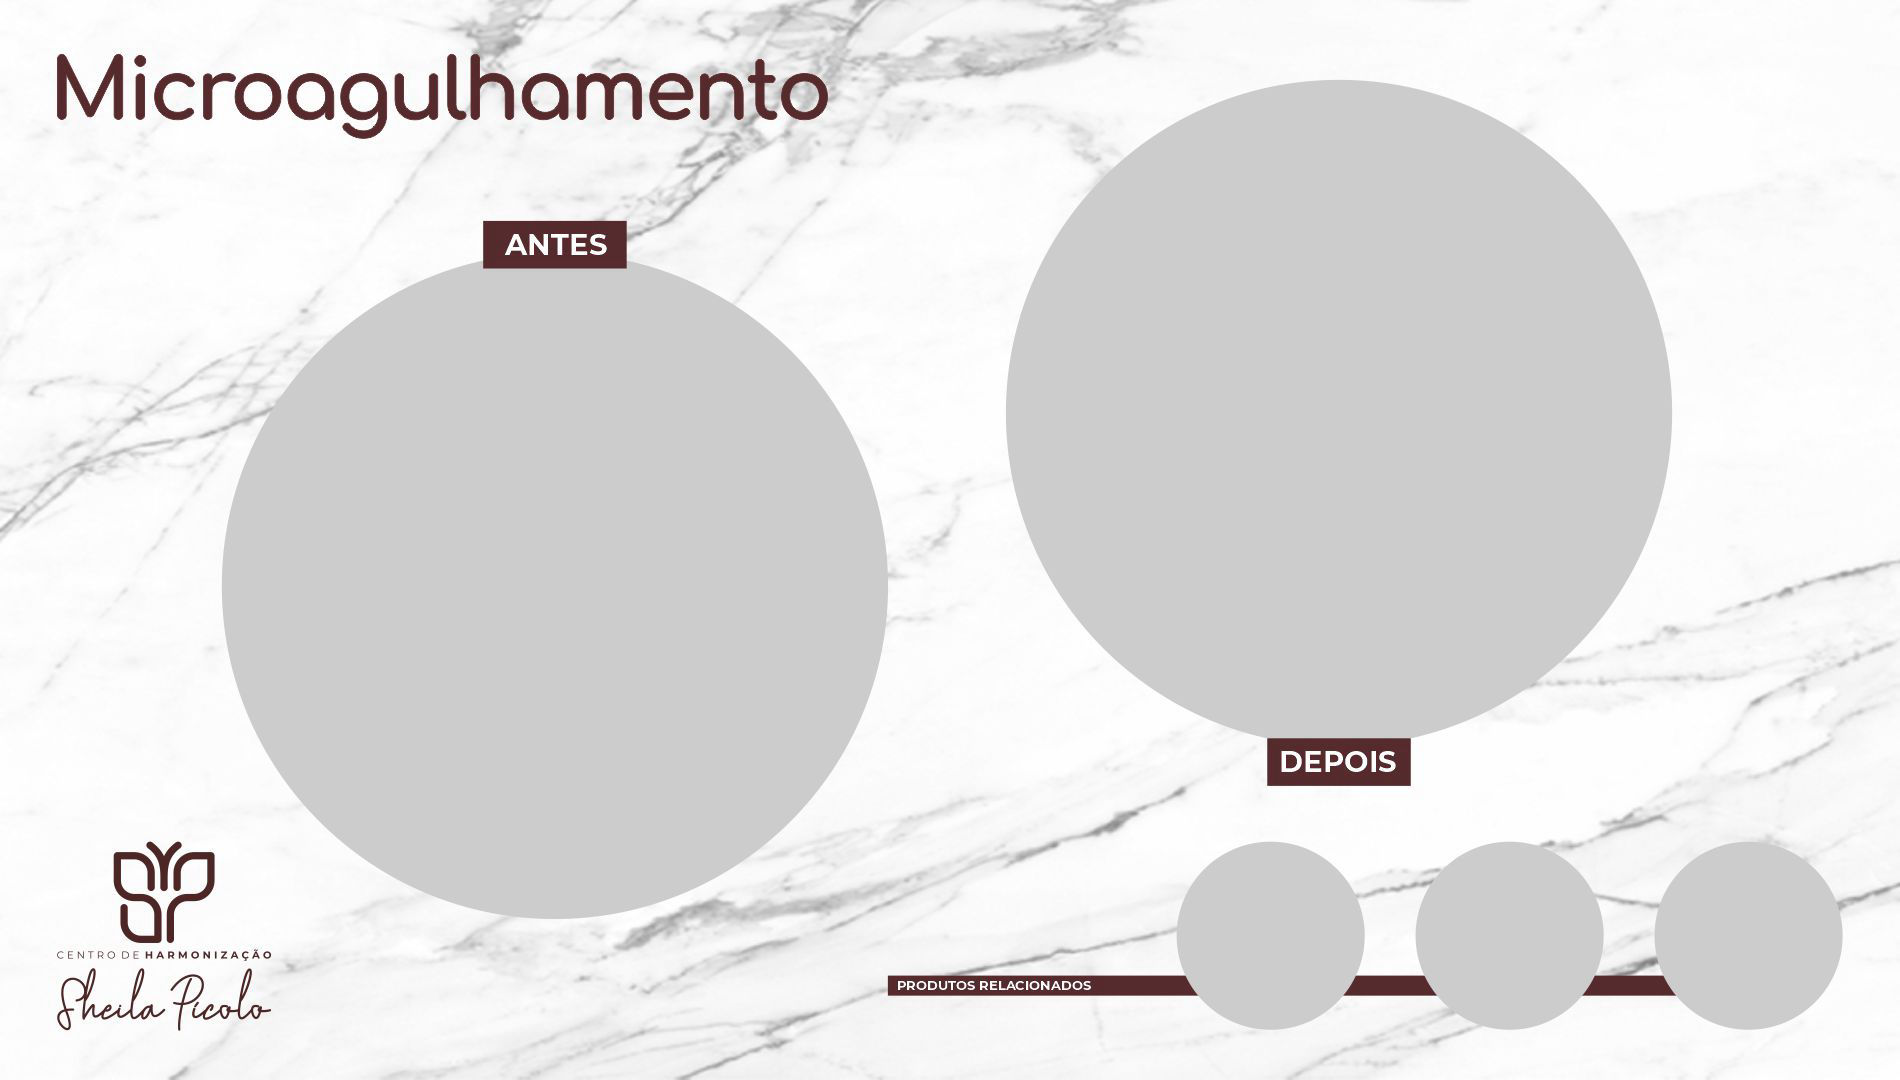 Microagulhamento
ANTES
DEPOIS
CENTRO DE HARMONIZAÇÃO
Sheila Picolo
PRODUTOS RELACIONADOS